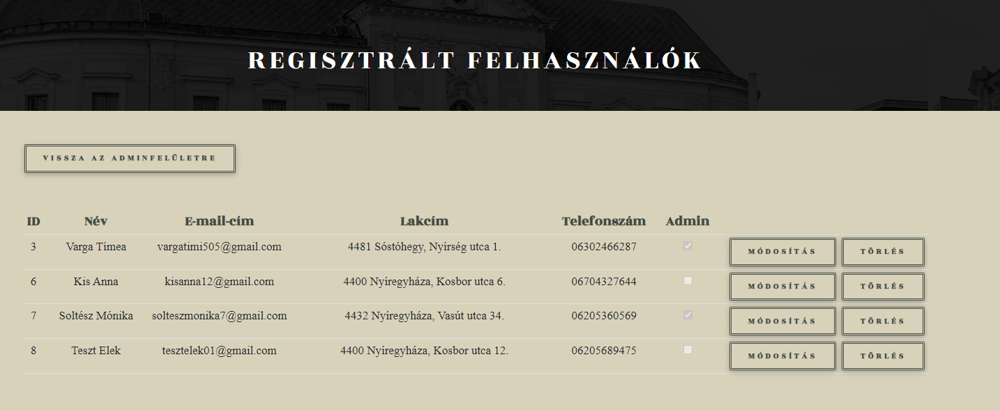 REGISZTRÁLT FELHASZNÁLÓK
VISSZA AZ ADMINFELÜLETRE
ID Név E-mail-cím Lakcím Telefonszám Admin
3 Varga Tímea vargatimi505@gmail.com 4481 Sóstóhegy, Nyírség utca 1. 06302466287 MÓDOSÍTÁS TÖRLÉS
6 Kis Anna kisanna12@gmail.com 4400 Nyíregyháza, Kosbor utca 6. 06704327644 MÓDOSÍTÁS TÖRLÉS
7 Soltész Mónika solteszmonika7@gmail.com 4432 Nyíregyháza, Vasút utca 34. 06205360569 MÓDOSÍTÁS TÖRLÉS
8 Teszt Elek tesztelek01@gmail.com 4400 Nyíregyháza, Kosbor utca 12. 06205689475 MÓDOSÍTÁS TÖRLÉS